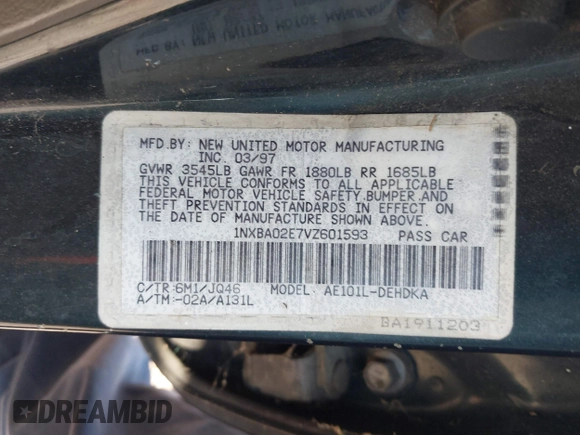 MFD.BY: NEW UNITED MOTOR MANUFACTURING
INC. 03/97
GVWR 3545LB GAWR FR 1880LB RR 1685LB
THIS VEHICLE CONFORMS TO ALL APPLICABLE
FEDERAL MOTOR VEHICLE SAFETY, BUMPER, AND
THEFT PREVENTION STANDARDS IN EFFECT ON
THE DATE OF MANUFACTURE SHOWN ABOVE.
1NXBA02E7VZ601593 PASS CAR
C/TR: 6M1/JQ46 MODEL: AE101L-DEHDKA
A/TM: -02A/A131L
BA1911203
DREAMBID